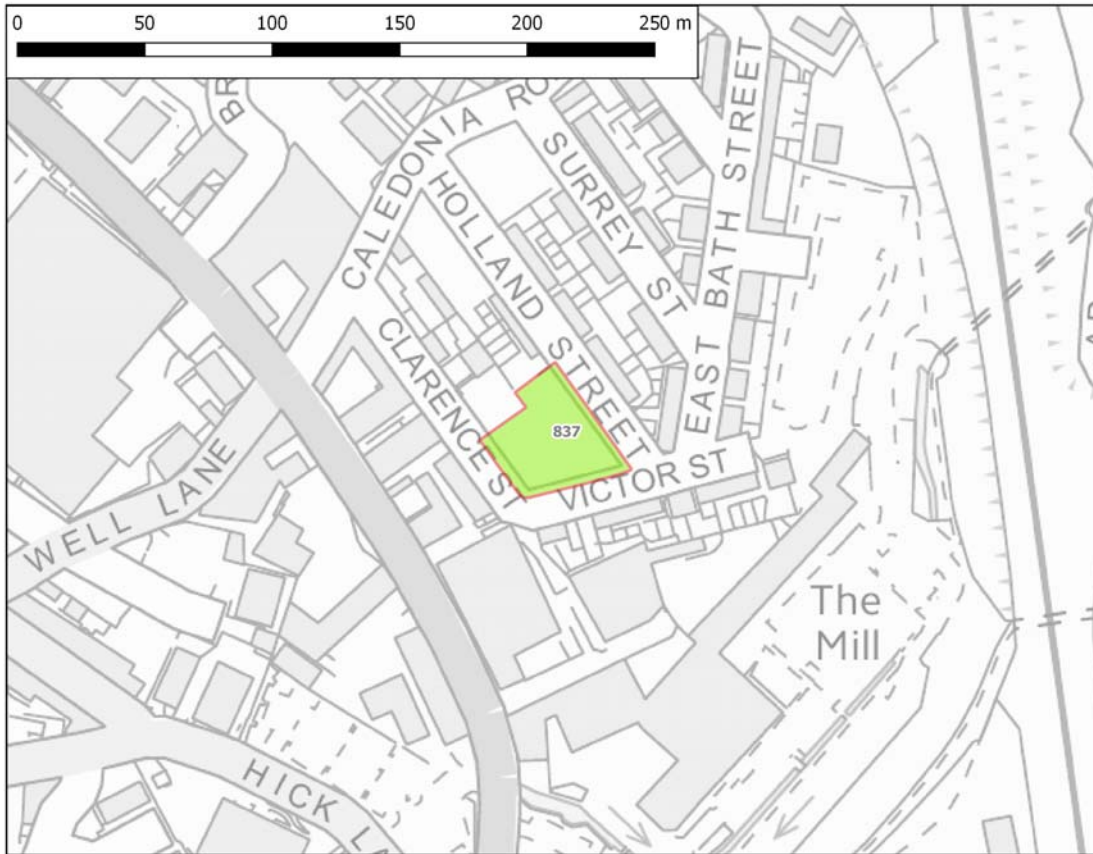 0 50 100 150 200 250 m
BR
CALEDONIA RO
SURREY ST
EAST BATH STREET
HOLLAND STREET
CLARENCE ST
837
VICTOR ST
WELL LANE
The
Mill
HICK LA